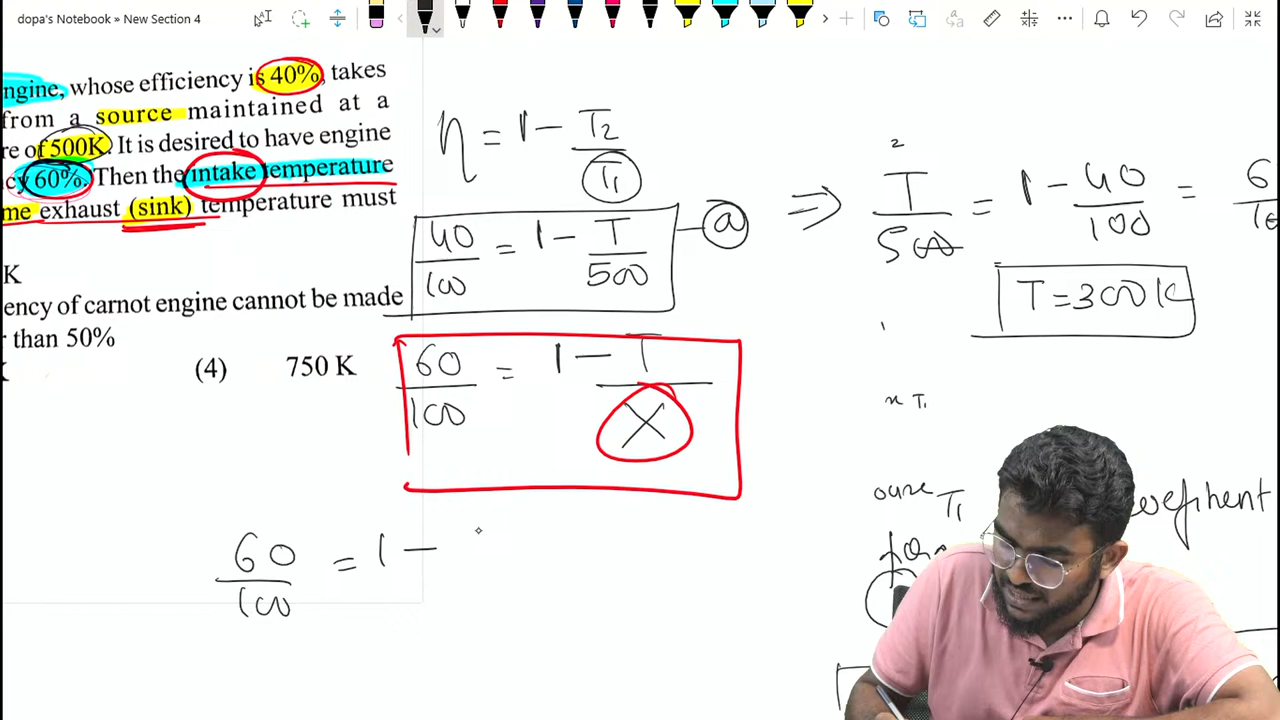 dopa's Notebook » New Section 4
ngine, whose efficiency is 40%, takes
from a source maintained at a
re of 500K. It is desired to have engine
cy 60%. Then the intake temperature
me exhaust (sink) temperature must
K
ency of carnot engine cannot be made
r than 50%
(4) 750 K
η = 1 - T₂/T₁
40/100 = 1 - T/500 - a
⇒ T/500 = 1 - 40/100 =
T = 300 K
60/100 = 1 - T/X
T₁
T₁
60/100 = 1 -